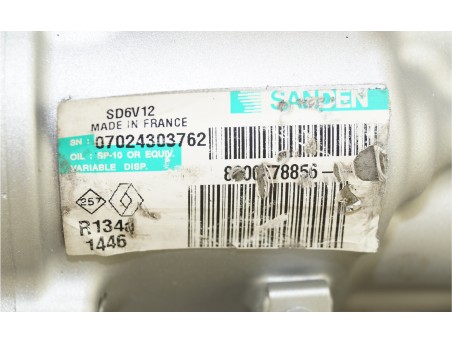 SD6V12
SANDEN
MADE IN FRANCE
SN : 07024303762
OIL : SP-10 OR EQUIV.
VARIABLE DISP.
257
R134a
1446